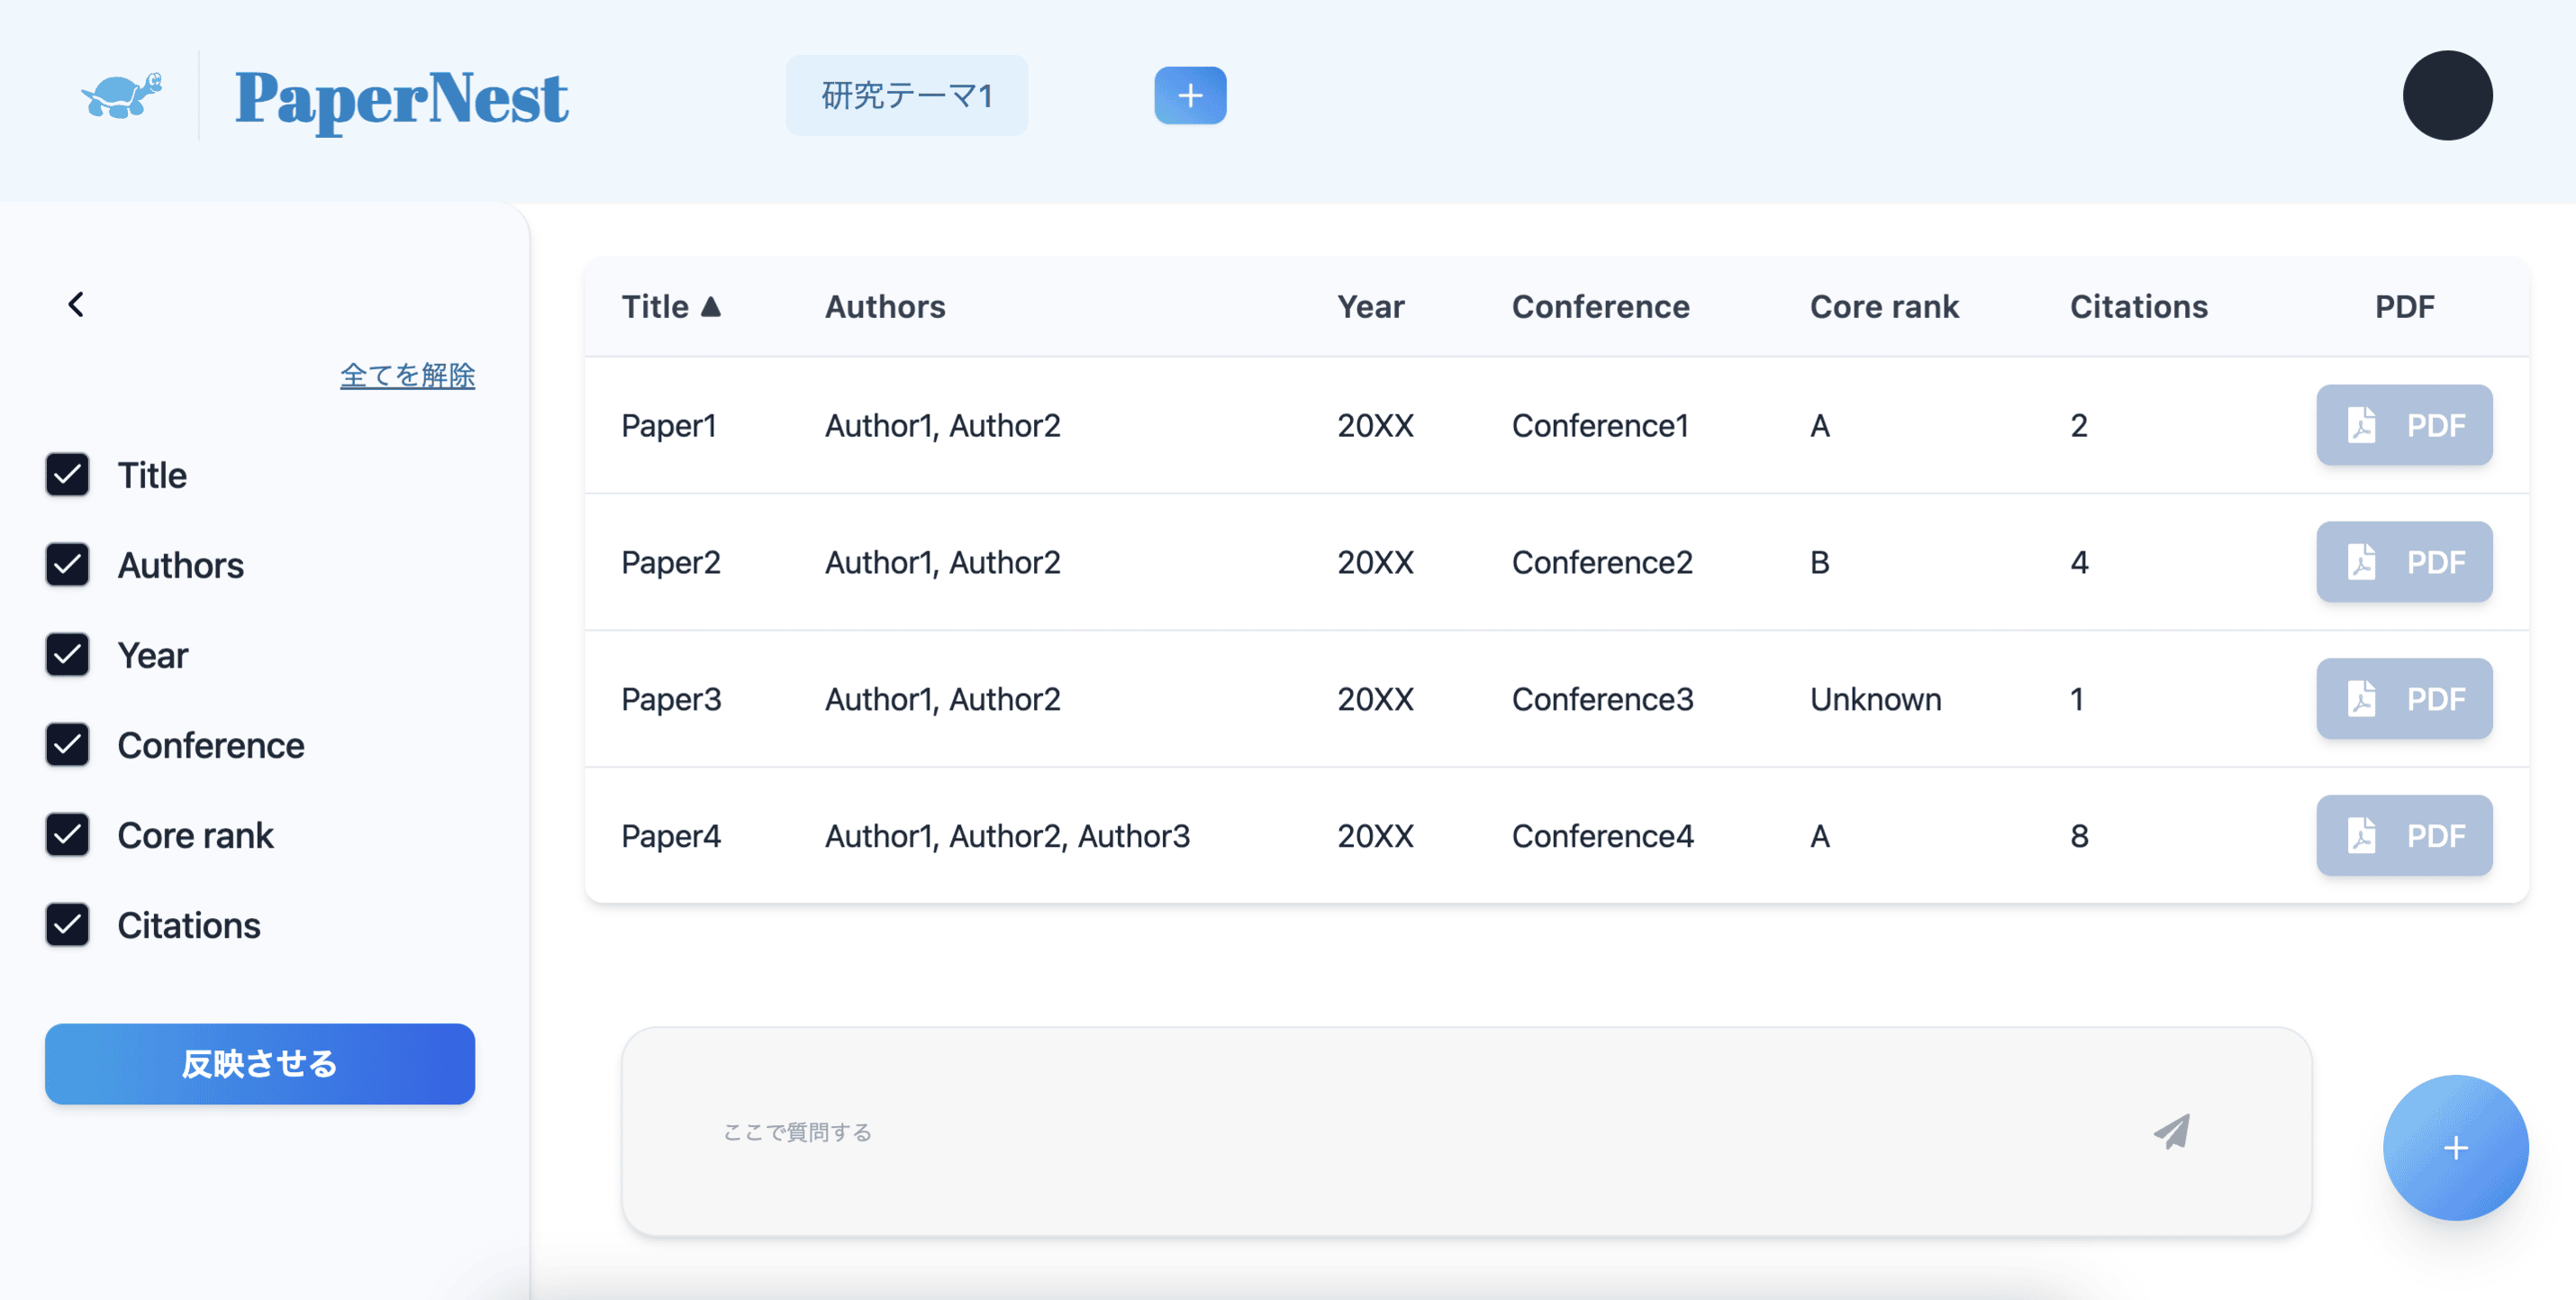 PaperNest
研究テーマ1
+
全てを解除
Title
Authors
Year
Conference
Core rank
Citations
反映させる
Title ▲ Authors Year Conference Core rank Citations PDF
Paper1 Author1, Author2 20XX Conference1 A 2 PDF
Paper2 Author1, Author2 20XX Conference2 B 4 PDF
Paper3 Author1, Author2 20XX Conference3 Unknown 1 PDF
Paper4 Author1, Author2, Author3 20XX Conference4 A 8 PDF
ここで質問する
+